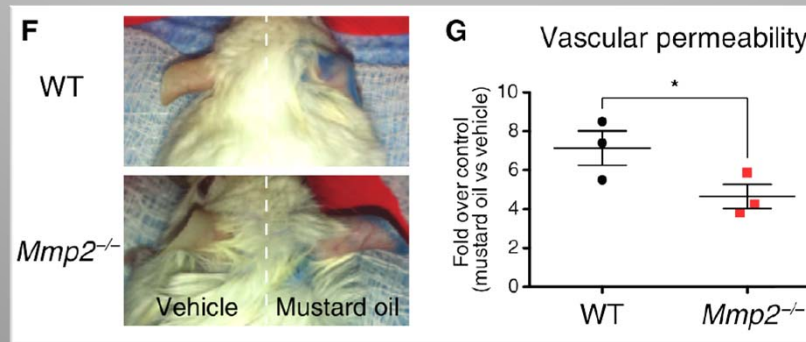 F
WT
Mmp2–/–
Vehicle
Mustard oil
G
Vascular permeability
Fold over control
(mustard oil vs vehicle)
10
8
6
4
2
0
*
WT
Mmp2–/–